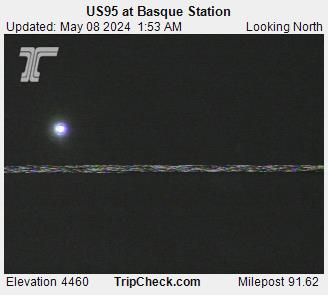 US95 at Basque Station
Updated: May 08 2024 1:53 AM Looking North
Elevation 4460 TripCheck.com Milepost 91.62